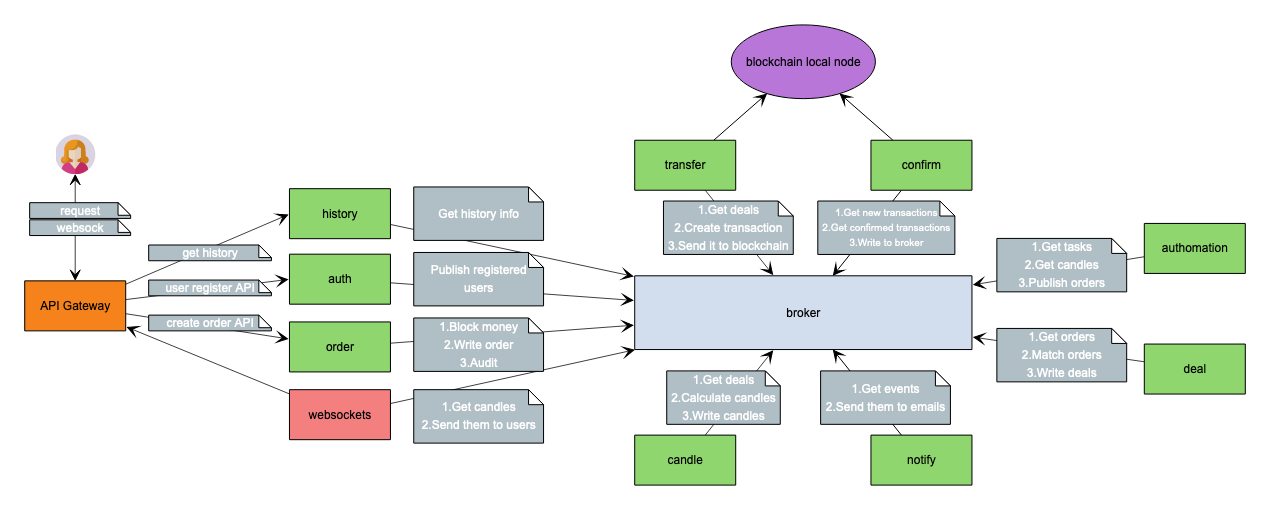 blockchain local node
transfer
confirm
1.Get deals
2.Create transaction
3.Send it to blockchain
1.Get new transactions
2.Get confirmed transactions
3.Write to broker
request
websock
history
Get history info
get history
auth
Publish registered
users
user register API
API Gateway
create order API
order
1.Block money
2.Write order
3.Audit
websockets
1.Get candles
2.Send them to users
broker
1.Get tasks
2.Get candles
3.Publish orders
authomation
1.Get orders
2.Match orders
3.Write deals
deal
1.Get deals
2.Calculate candles
3.Write candles
candle
1.Get events
2.Send them to emails
notify